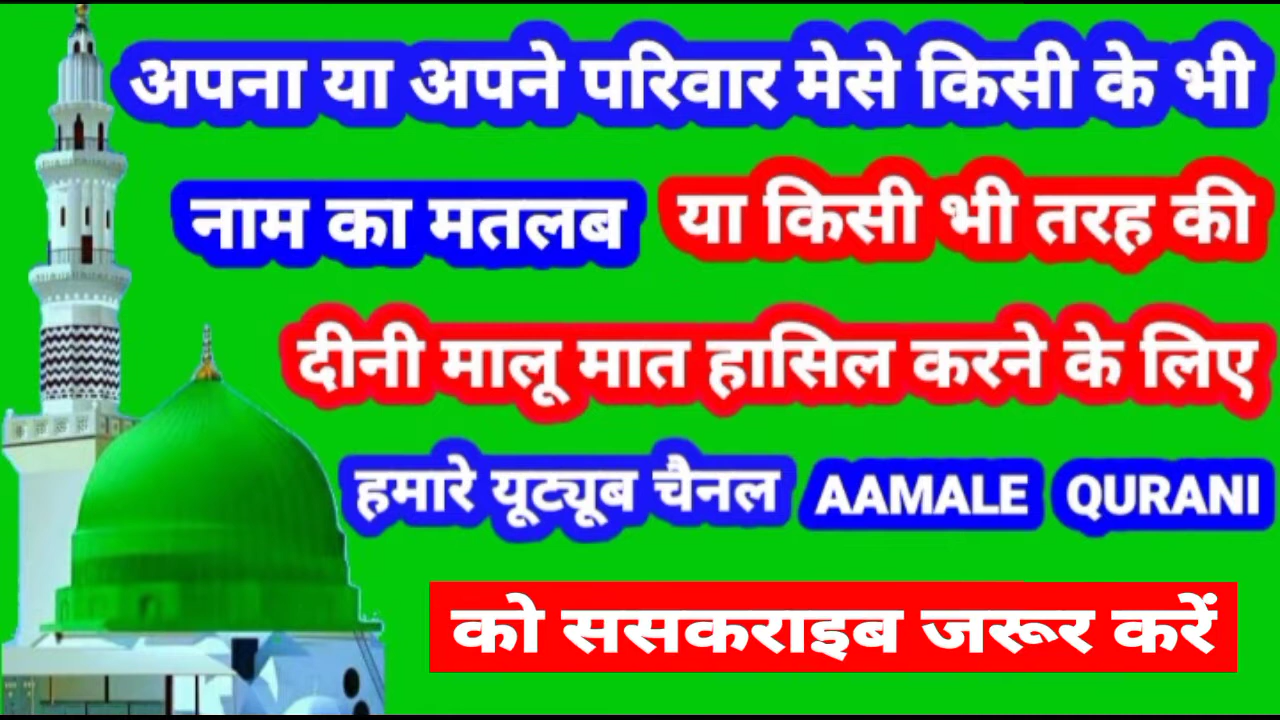 अपना या अपने परिवार मेसे किसी के भी
नाम का मतलब या किसी भी तरह की
दीनी मालू मात हासिल करने के लिए
हमारे यूट्यूब चैनल AAMALE QURANI
को ससकराइब जरूर करें